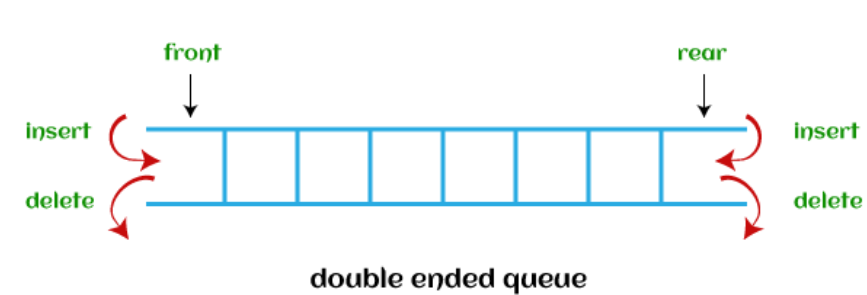 front rear
insert insert
delete delete
double ended queue